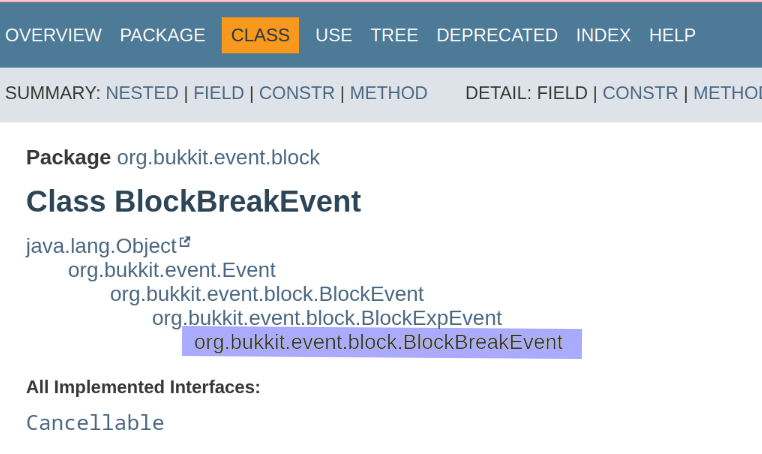 OVERVIEW PACKAGE CLASS USE TREE DEPRECATED INDEX HELP
SUMMARY: NESTED | FIELD | CONSTR | METHOD DETAIL: FIELD | CONSTR | METHOD
Package org.bukkit.event.block
Class BlockBreakEvent
java.lang.Object
org.bukkit.event.Event
org.bukkit.event.block.BlockEvent
org.bukkit.event.block.BlockExpEvent
org.bukkit.event.block.BlockBreakEvent
All Implemented Interfaces:
Cancellable